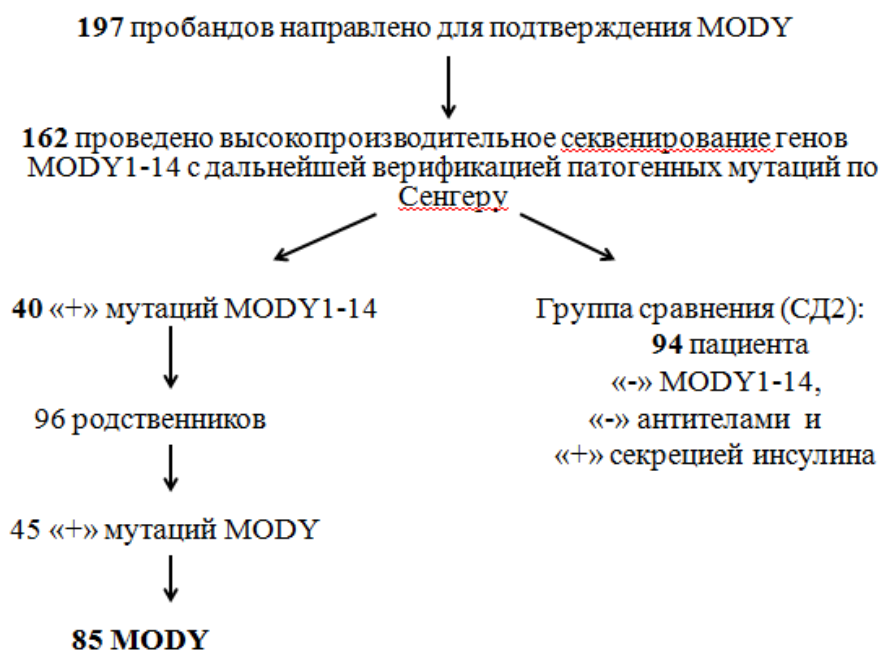 197 пробандов направлено для подтверждения MODY
162 проведено высокопроизводительное секвенирование генов
MODY1-14 с дальнейшей верификацией патогенных мутаций по
Сенгеру
40 «+» мутаций MODY1-14
96 родственников
45 «+» мутаций MODY
85 MODY
Группа сравнения (СД2):
94 пациента
«-» MODY1-14,
«-» антителами и
«+» секрецией инсулина